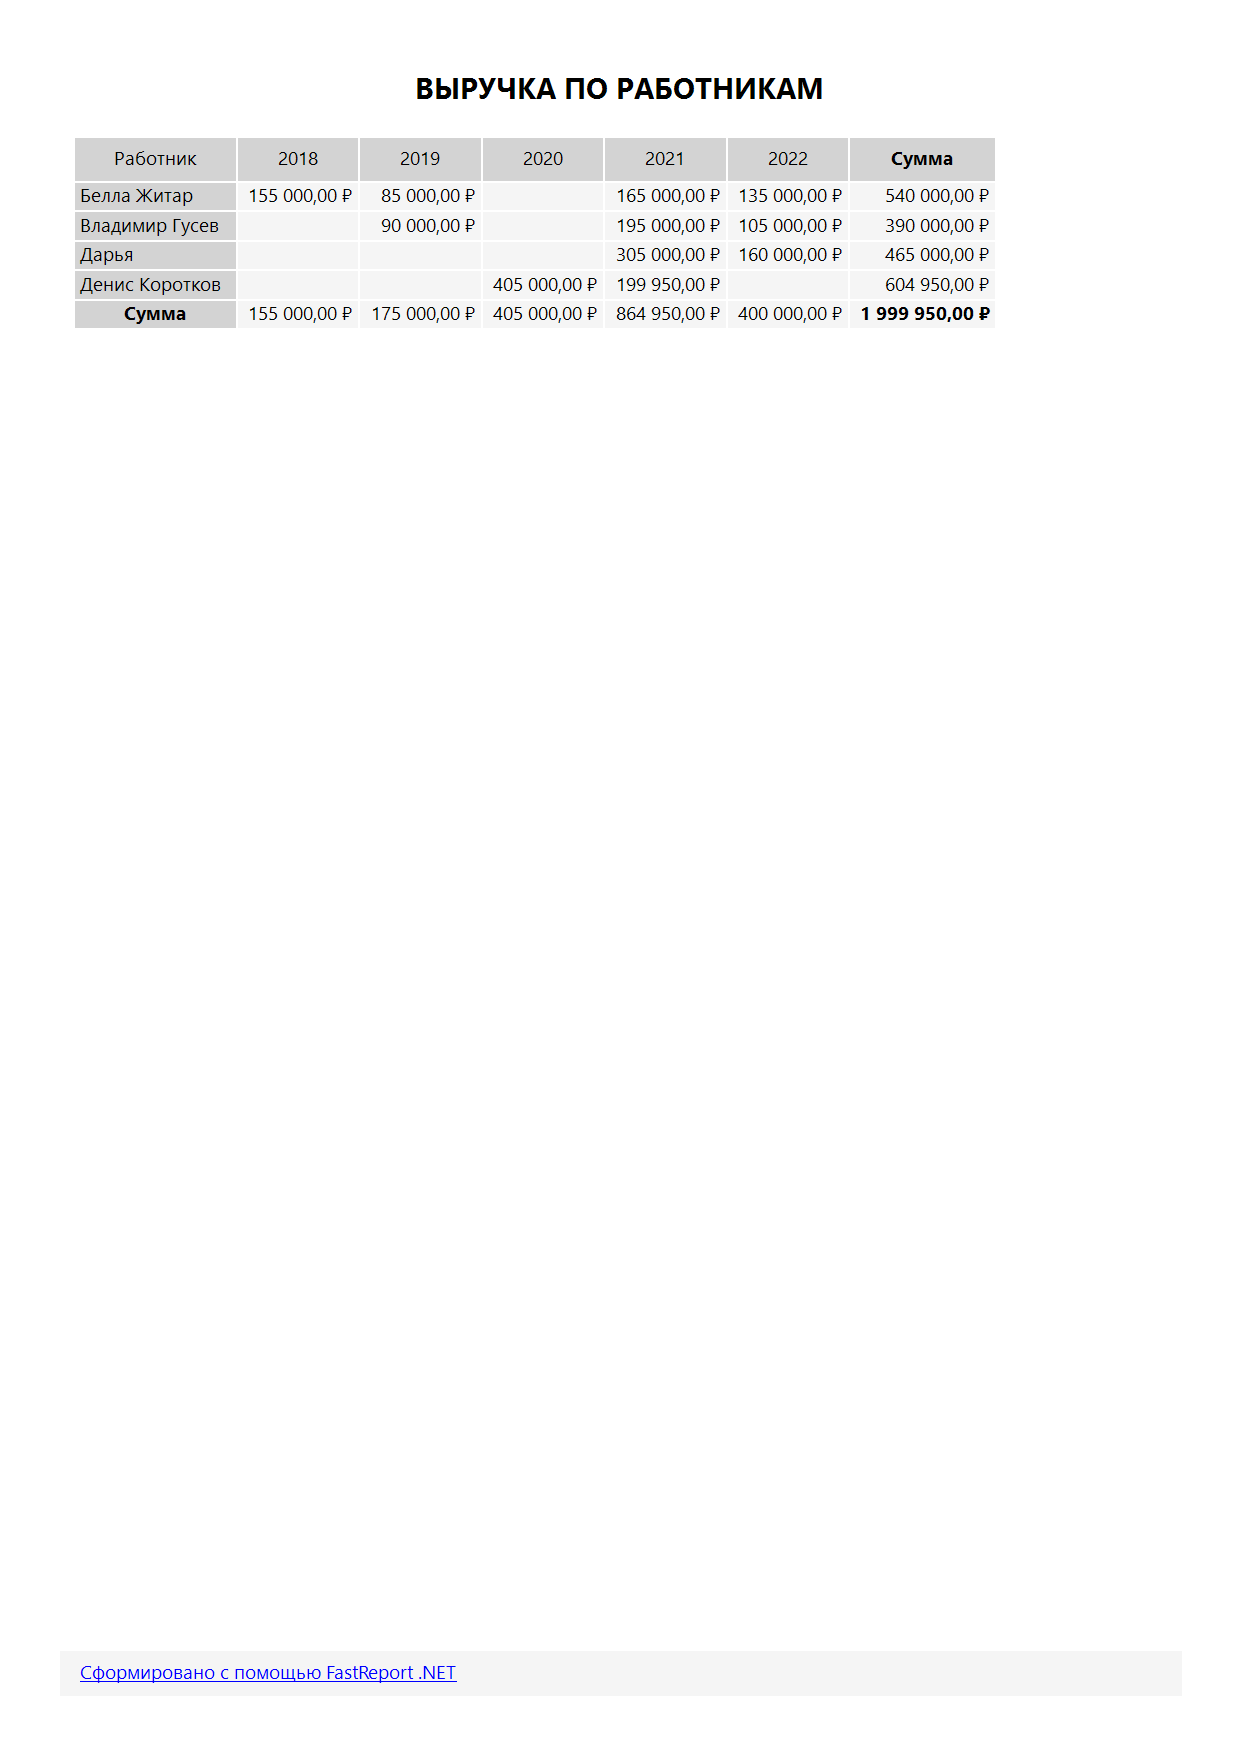 ВЫРУЧКА ПО РАБОТНИКАМ
Работник 2018 2019 2020 2021 2022 Сумма
Белла Житар 155 000,00 ₽ 85 000,00 ₽ 165 000,00 ₽ 135 000,00 ₽ 540 000,00 ₽
Владимир Гусев 90 000,00 ₽ 195 000,00 ₽ 105 000,00 ₽ 390 000,00 ₽
Дарья 305 000,00 ₽ 160 000,00 ₽ 465 000,00 ₽
Денис Коротков 405 000,00 ₽ 199 950,00 ₽ 604 950,00 ₽
Сумма 155 000,00 ₽ 175 000,00 ₽ 405 000,00 ₽ 864 950,00 ₽ 400 000,00 ₽ 1 999 950,00 ₽
Сформировано с помощью FastReport .NET